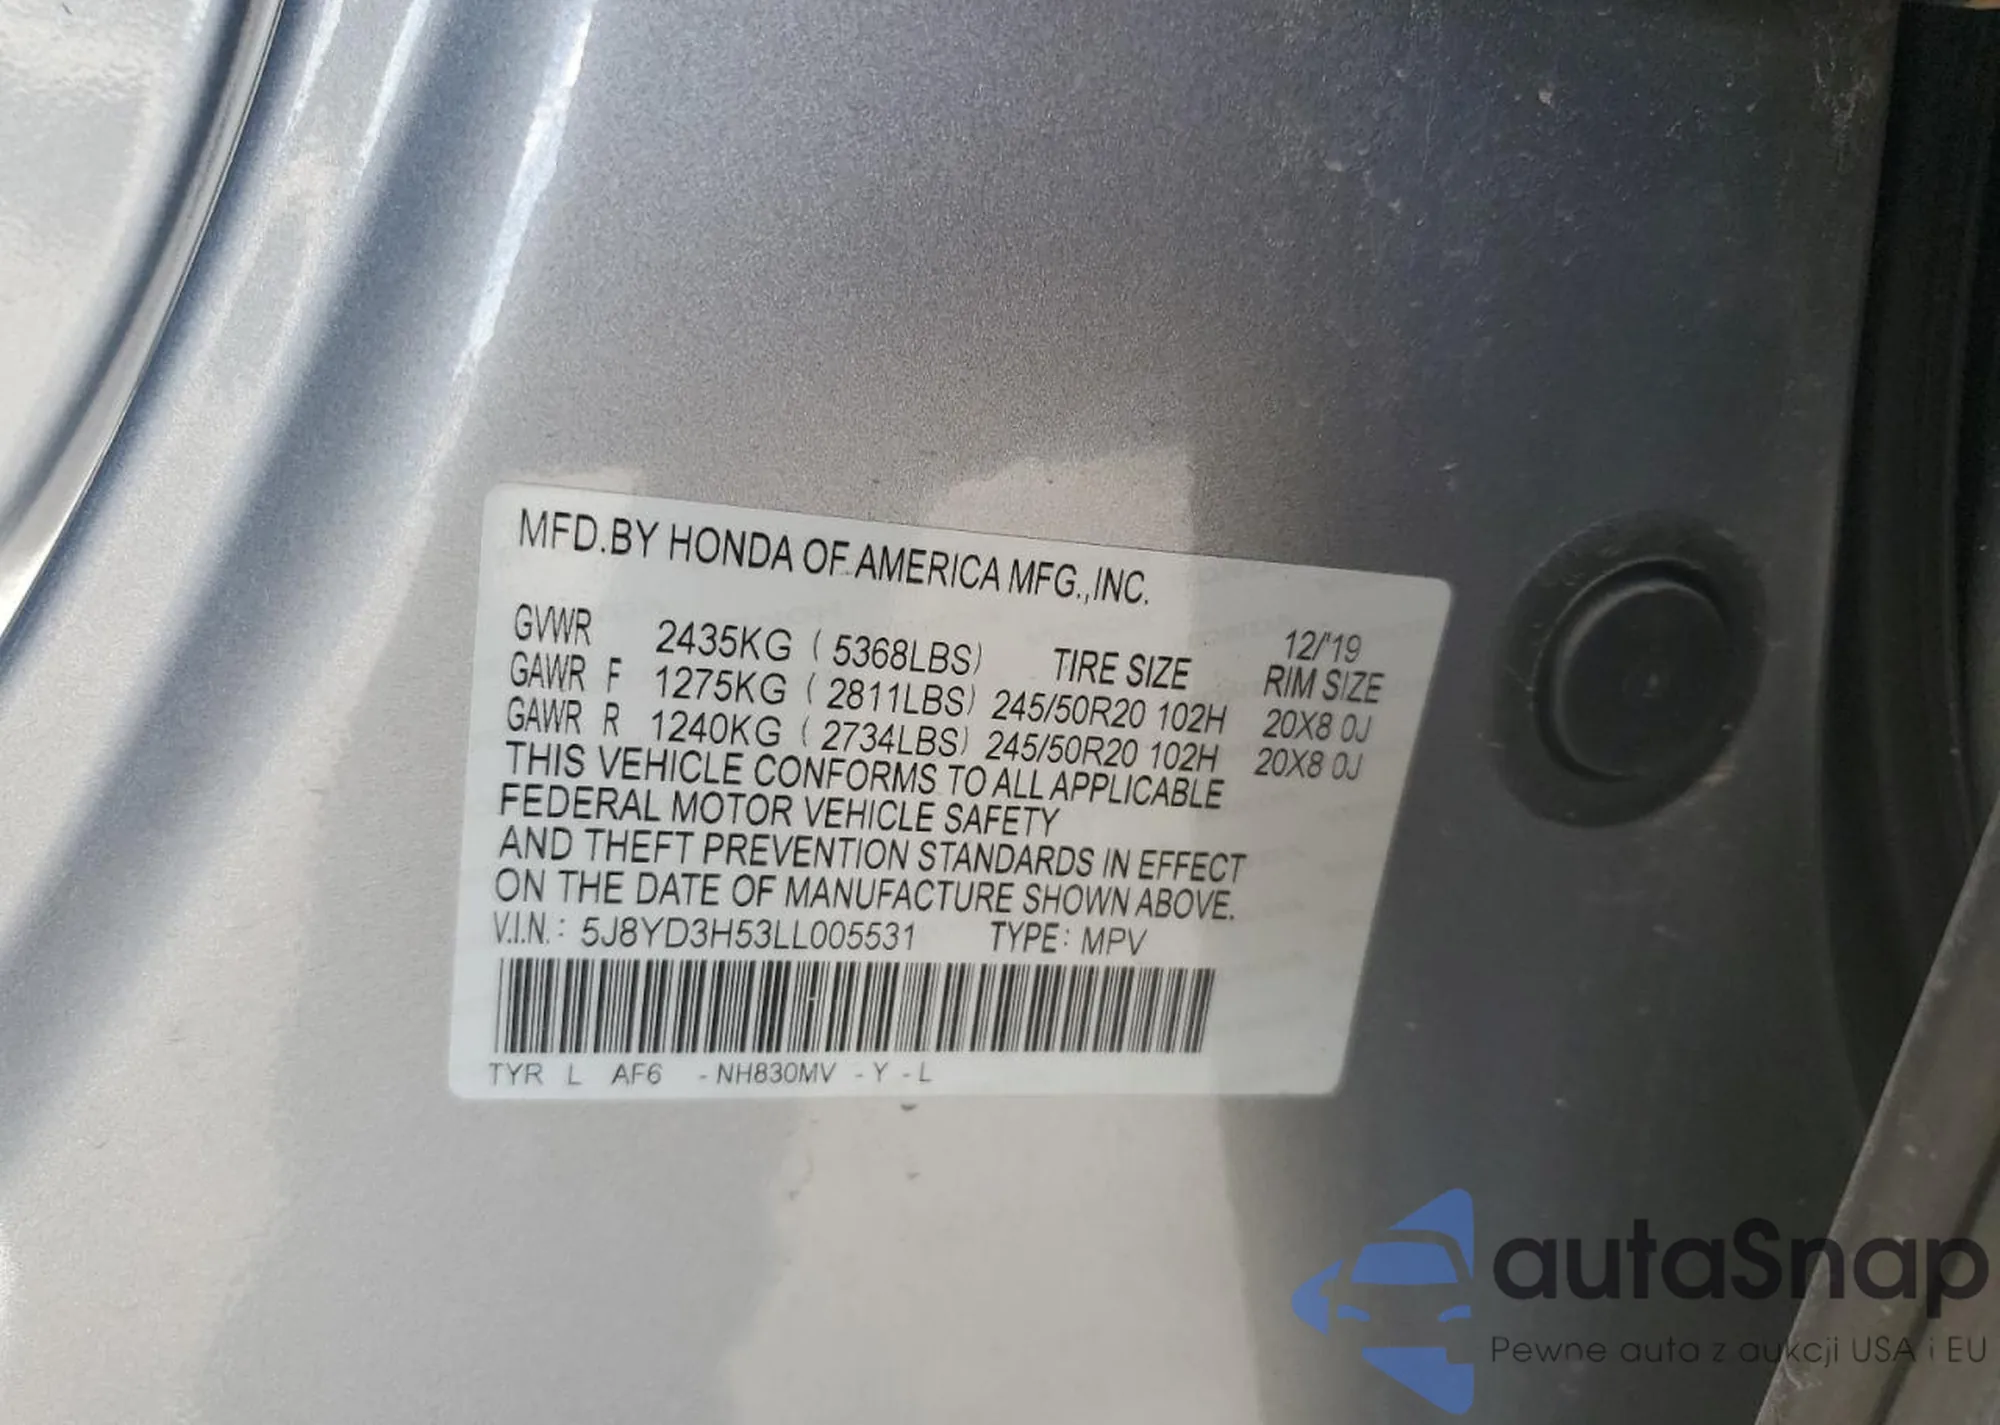 MFD.BY HONDA OF AMERICA MFG.,INC.
GVWR 2435KG ( 5368LBS) TIRE SIZE 12/'19 RIM SIZE
GAWR F 1275KG ( 2811LBS) 245/50R20 102H 20X8 0J
GAWR R 1240KG ( 2734LBS) 245/50R20 102H 20X8 0J
THIS VEHICLE CONFORMS TO ALL APPLICABLE
FEDERAL MOTOR VEHICLE SAFETY
AND THEFT PREVENTION STANDARDS IN EFFECT
ON THE DATE OF MANUFACTURE SHOWN ABOVE.
V.I.N.: 5J8YD3H53LL005531 TYPE: MPV
TYR L AF6 -NH830MV -Y -L
autaSnap
Pewne auta z aukcji USA i EU